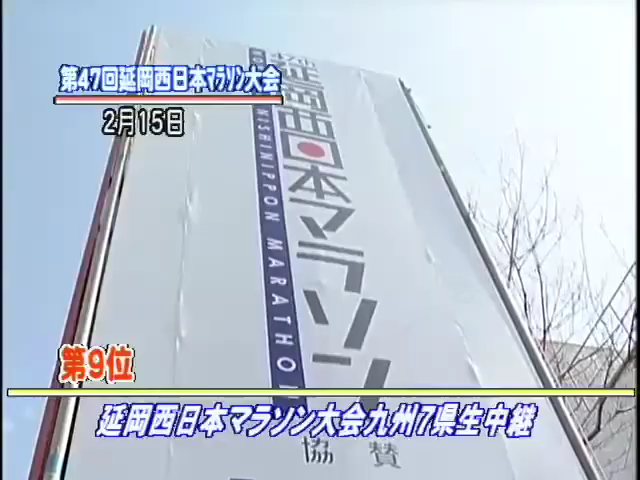 第47回延岡西日本マラソン大会
2月15日
延岡西日本マラソン
NISHINIPPON MARATHON
第9位
延岡西日本マラソン大会九州7県生中継
協賛